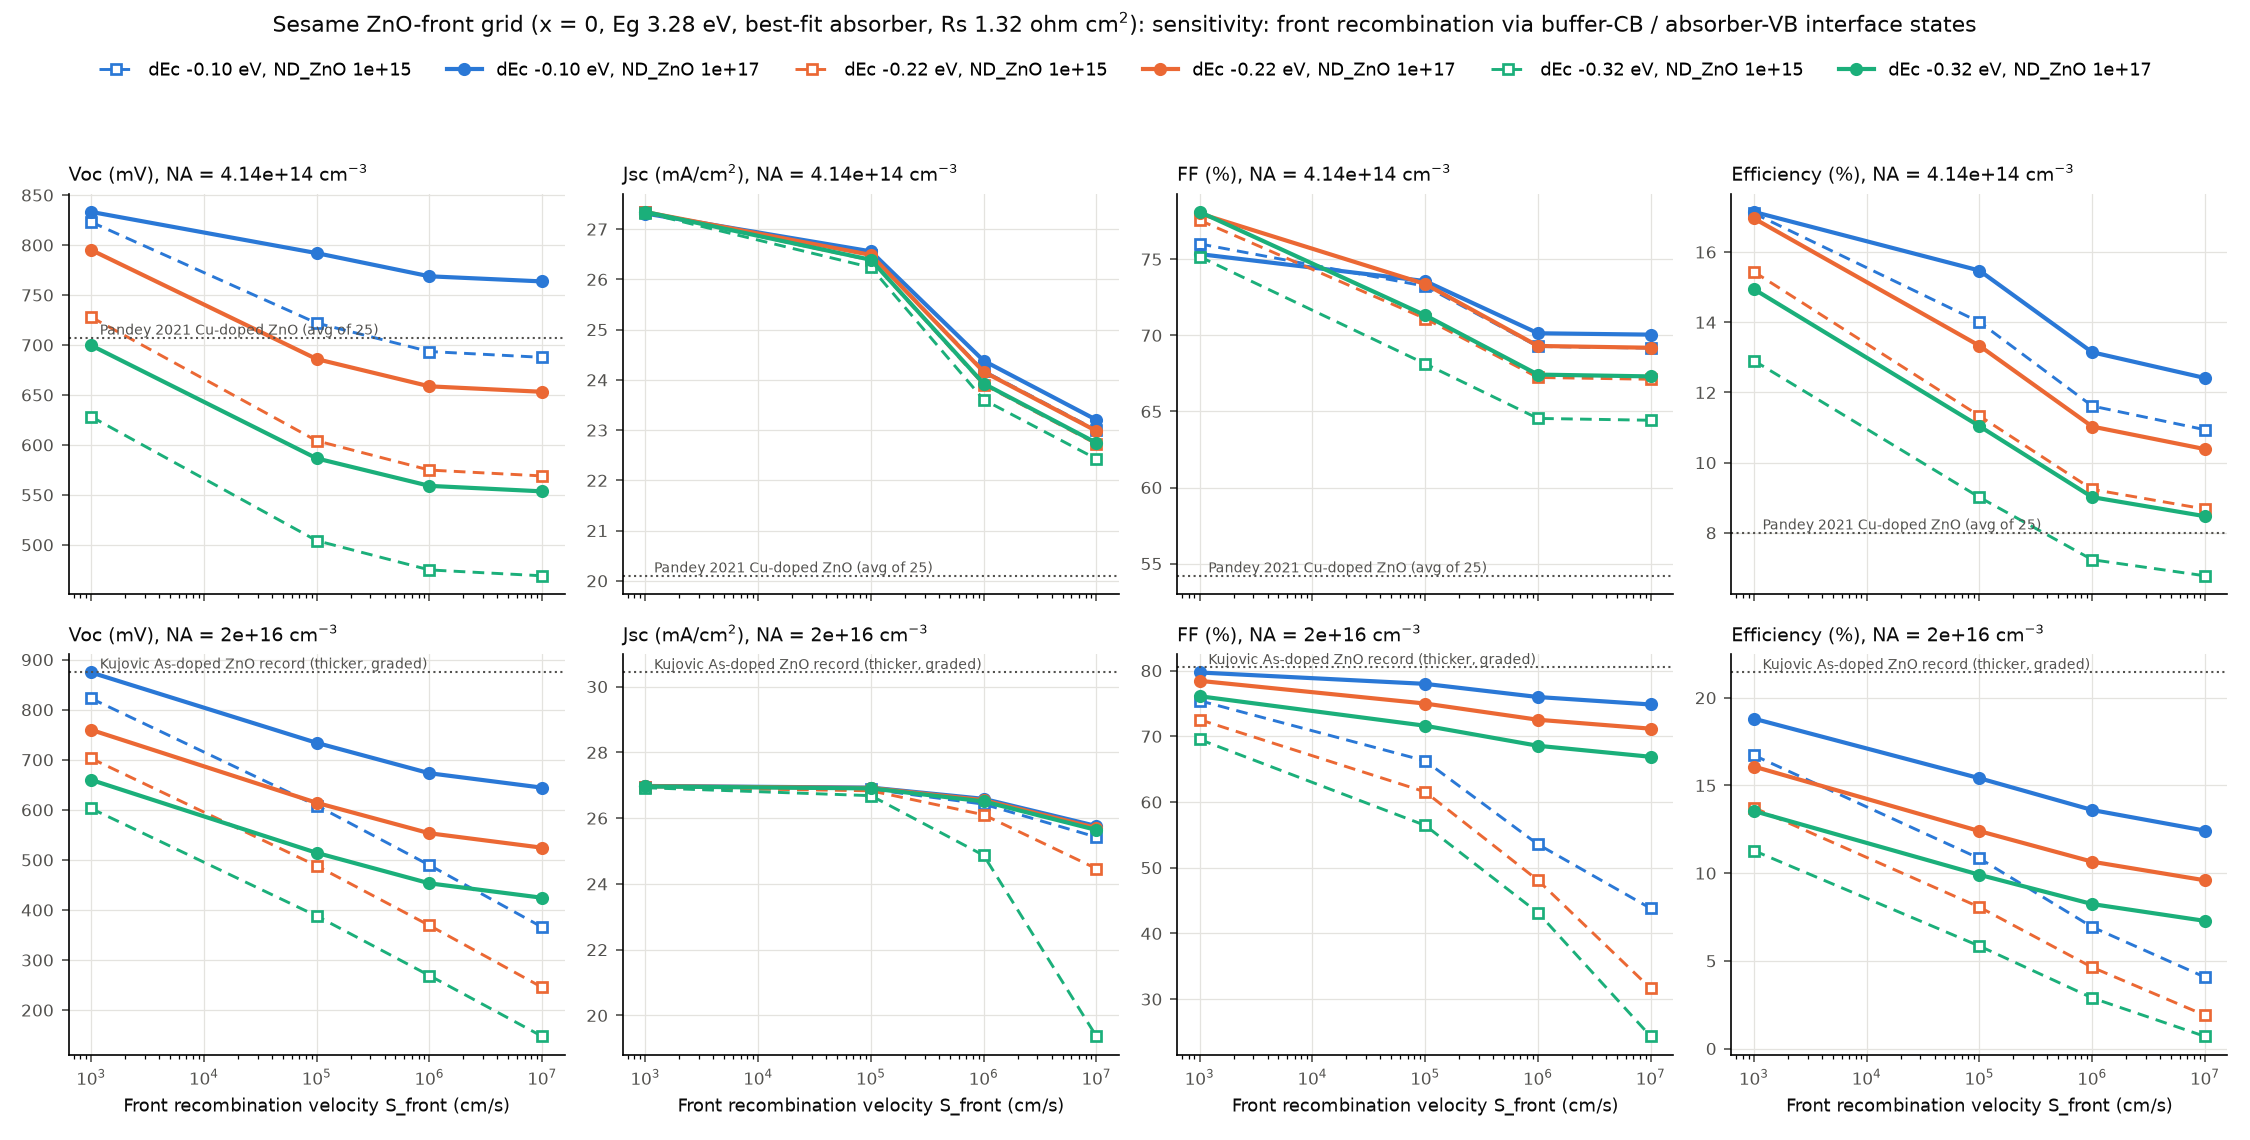 Sesame ZnO-front grid (x = 0, Eg 3.28 eV, best-fit absorber, Rs 1.32 ohm cm²): sensitivity: front recombination via buffer-CB / absorber-VB interface states
dEc -0.10 eV, ND_ZnO 1e+15
dEc -0.10 eV, ND_ZnO 1e+17
dEc -0.22 eV, ND_ZnO 1e+15
dEc -0.22 eV, ND_ZnO 1e+17
dEc -0.32 eV, ND_ZnO 1e+15
dEc -0.32 eV, ND_ZnO 1e+17
Voc (mV), NA = 4.14e+14 cm⁻³
850
800
750
700
650
600
550
500
Pandey 2021 Cu-doped ZnO (avg of 25)
Jsc (mA/cm²), NA = 4.14e+14 cm⁻³
27
26
25
24
23
22
21
20
Pandey 2021 Cu-doped ZnO (avg of 25)
FF (%), NA = 4.14e+14 cm⁻³
75
70
65
60
55
Pandey 2021 Cu-doped ZnO (avg of 25)
Efficiency (%), NA = 4.14e+14 cm⁻³
16
14
12
10
8
Pandey 2021 Cu-doped ZnO (avg of 25)
Voc (mV), NA = 2e+16 cm⁻³
900
800
700
600
500
400
300
200
Kujovic As-doped ZnO record (thicker, graded)
10³ 10⁴ 10⁵ 10⁶ 10⁷
Front recombination velocity S_front (cm/s)
Jsc (mA/cm²), NA = 2e+16 cm⁻³
30
28
26
24
22
20
Kujovic As-doped ZnO record (thicker, graded)
10³ 10⁴ 10⁵ 10⁶ 10⁷
Front recombination velocity S_front (cm/s)
FF (%), NA = 2e+16 cm⁻³
80
70
60
50
40
30
Kujovic As-doped ZnO record (thicker, graded)
10³ 10⁴ 10⁵ 10⁶ 10⁷
Front recombination velocity S_front (cm/s)
Efficiency (%), NA = 2e+16 cm⁻³
20
15
10
5
0
Kujovic As-doped ZnO record (thicker, graded)
10³ 10⁴ 10⁵ 10⁶ 10⁷
Front recombination velocity S_front (cm/s)